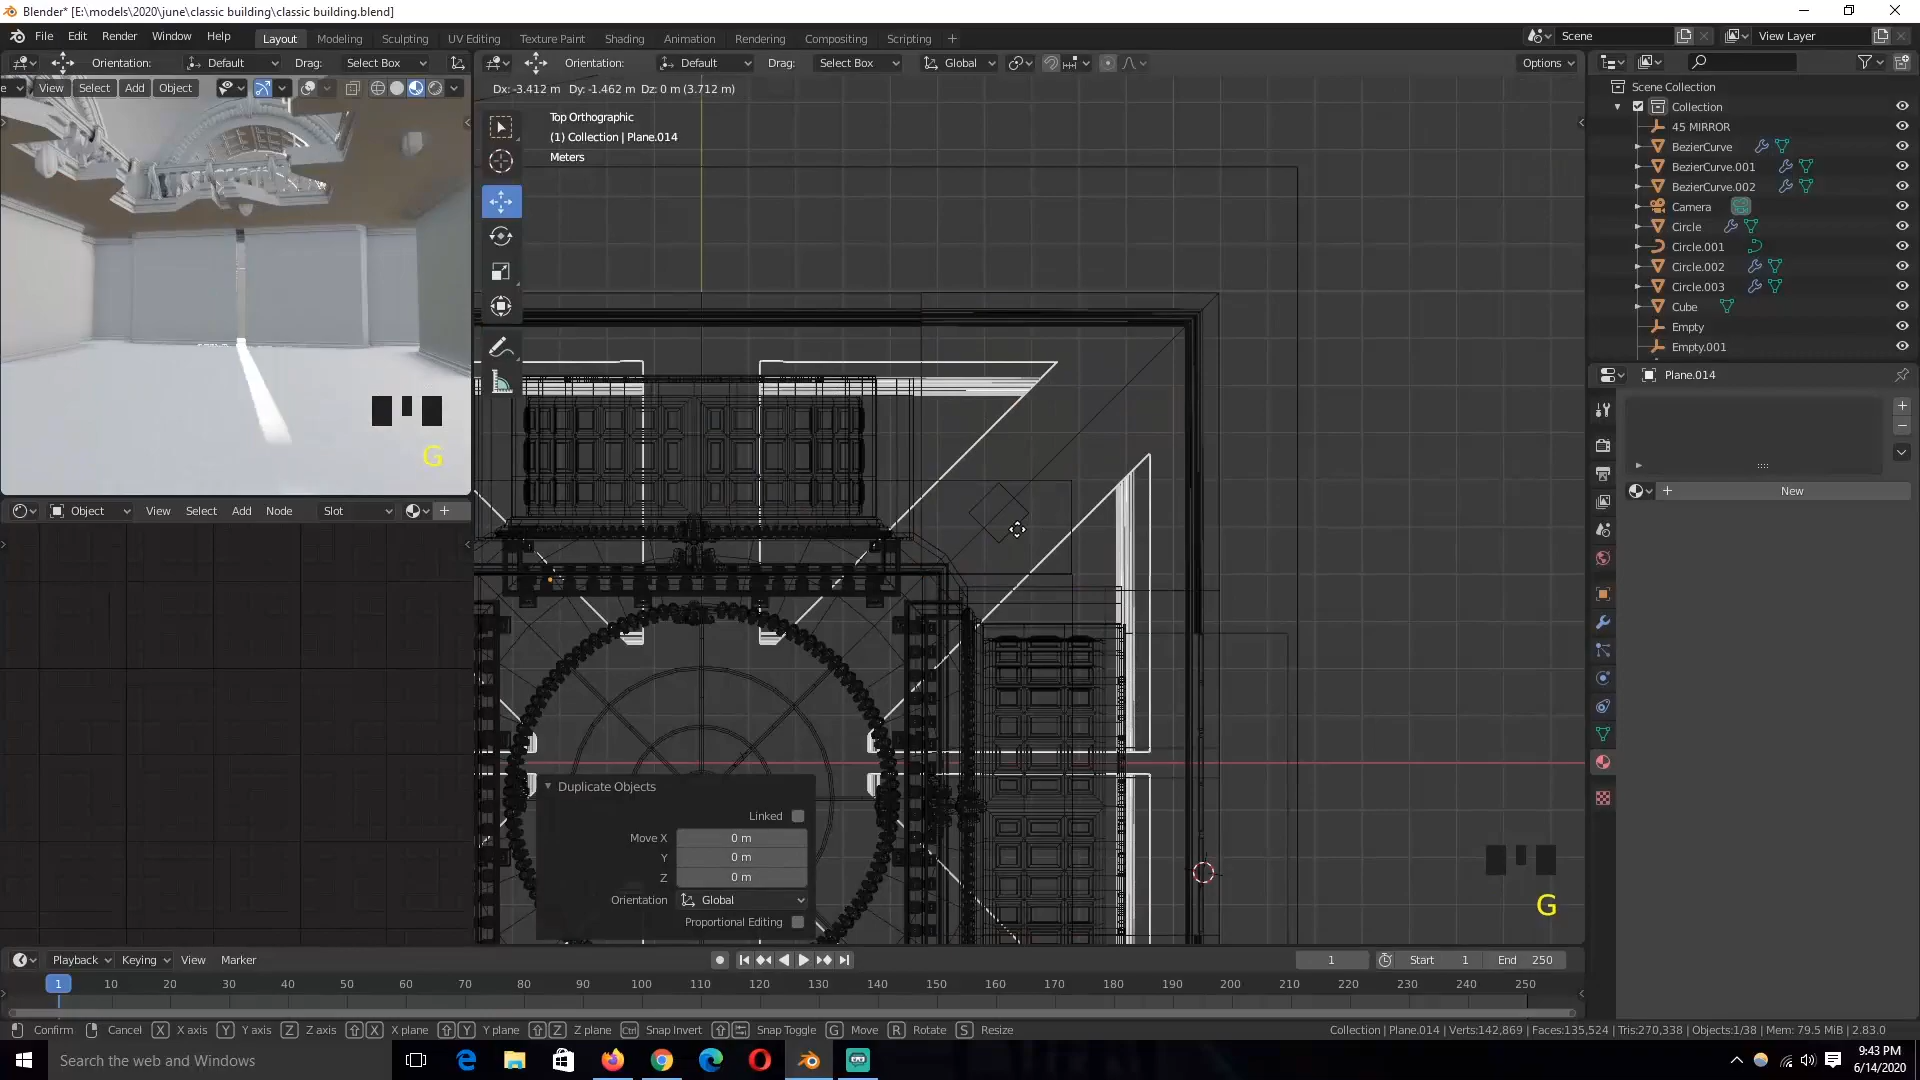 Blender* [E:\models\2020\june\classic building\classic building.blend]
File Edit Render Window Help Layout Modeling Sculpting UV Editing Texture Paint Shading Animation Rendering Compositing Scripting + Scene View Layer
Orientation: Default Drag: Select Box Orientation: Default Drag: Select Box Global Options
View Select Add Object Dx: -3.412 m Dy: -1.462 m Dz: 0 m (3.712 m)
Top Orthographic
(1) Collection | Plane.014
Meters
Scene Collection
Collection
45 MIRROR
BezierCurve
BezierCurve.001
BezierCurve.002
Camera
Circle
Circle.001
Circle.002
Circle.003
Cube
Empty
Empty.001
Plane.014
New
G
Object View Select Add Node Slot
Duplicate Objects
Linked
Move X 0 m
Y 0 m
Z 0 m
Orientation Global
Proportional Editing
G
Playback Keying View Marker 1 Start 1 End 250
1 10 20 30 40 50 60 70 80 90 100 110 120 130 140 150 160 170 180 190 200 210 220 230 240 250
Confirm Cancel X X axis Y Y axis Z Z axis X X plane Y Y plane Z Z plane Ctrl Snap Invert Snap Toggle G Move R Rotate S Resize Collection | Plane.014 | Verts:142,869 | Faces:135,524 | Tris:270,338 | Objects:1/38 | Mem: 79.5 MiB | 2.83.0
Search the web and Windows
9:43 PM
6/14/2020